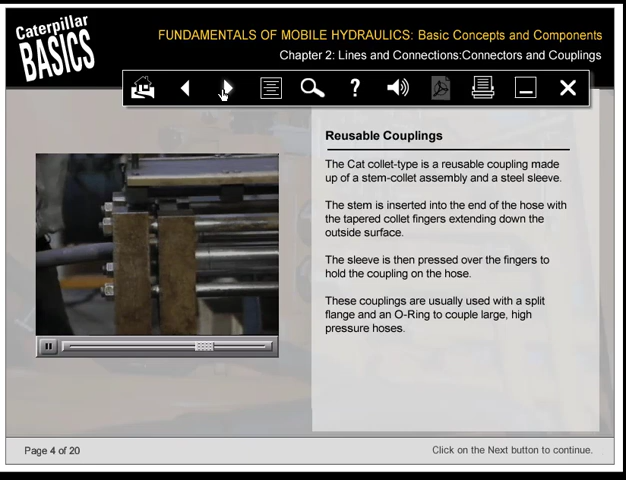 Caterpillar
BASICS
FUNDAMENTALS OF MOBILE HYDRAULICS: Basic Concepts and Components
Chapter 2: Lines and Connections:Connectors and Couplings
?
Reusable Couplings
The Cat collet-type is a reusable coupling made
up of a stem-collet assembly and a steel sleeve.
The stem is inserted into the end of the hose with
the tapered collet fingers extending down the
outside surface.
The sleeve is then pressed over the fingers to
hold the coupling on the hose.
These couplings are usually used with a split
flange and an O-Ring to couple large, high
pressure hoses.
Page 4 of 20
Click on the Next button to continue.